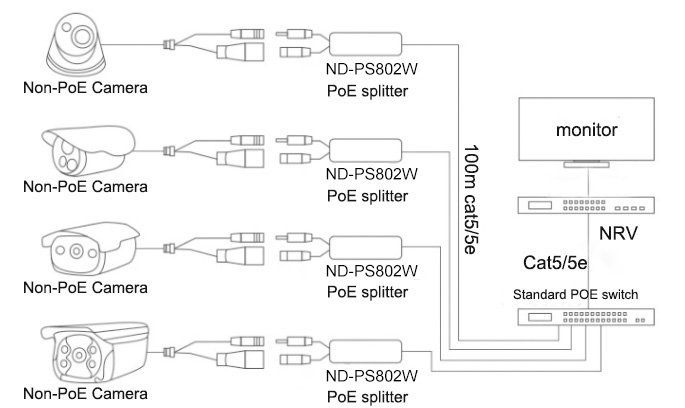 Non-PoE Camera
ND-PS802W
PoE splitter
Non-PoE Camera
ND-PS802W
PoE splitter
Non-PoE Camera
ND-PS802W
PoE splitter
Non-PoE Camera
ND-PS802W
PoE splitter
100m cat5/5e
monitor
NRV
Cat5/5e
Standard POE switch